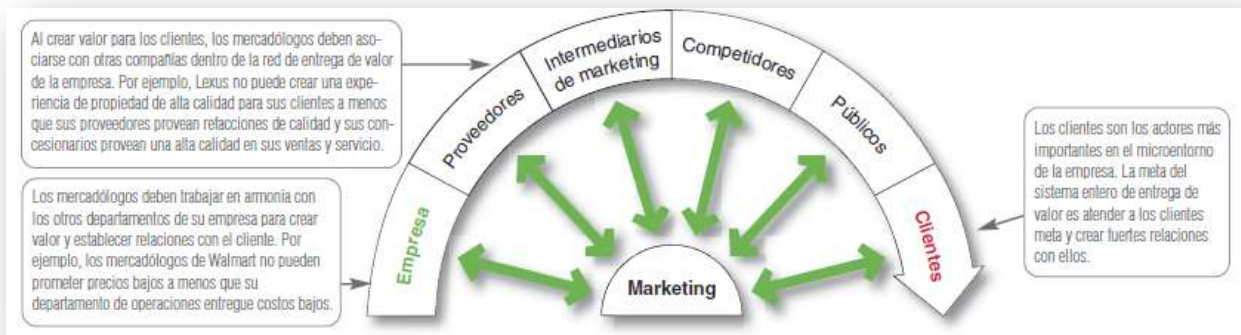 Al crear valor para los clientes, los mercadólogos deben aso-
ciarse con otras compañías dentro de la red de entrega de valor
de la empresa. Por ejemplo, Lexus no puede crear una expe-
riencia de propiedad de alta calidad para sus clientes a menos
que sus proveedores provean refacciones de calidad y sus con-
cesionarios provean una alta calidad en sus ventas y servicio.
Los mercadólogos deben trabajar en armonía con
los otros departamentos de su empresa para crear
valor y establecer relaciones con el cliente. Por
ejemplo, los mercadólogos de Walmart no pueden
prometer precios bajos a menos que su
departamento de operaciones entregue costos bajos.
Empresa
Proveedores
Intermediarios
de marketing
Competidores
Públicos
Clientes
Marketing
Los clientes son los actores más
importantes en el microentorno
de la empresa. La meta del
sistema entero de entrega de
valor es atender a los clientes
meta y crear fuertes relaciones
con ellos.